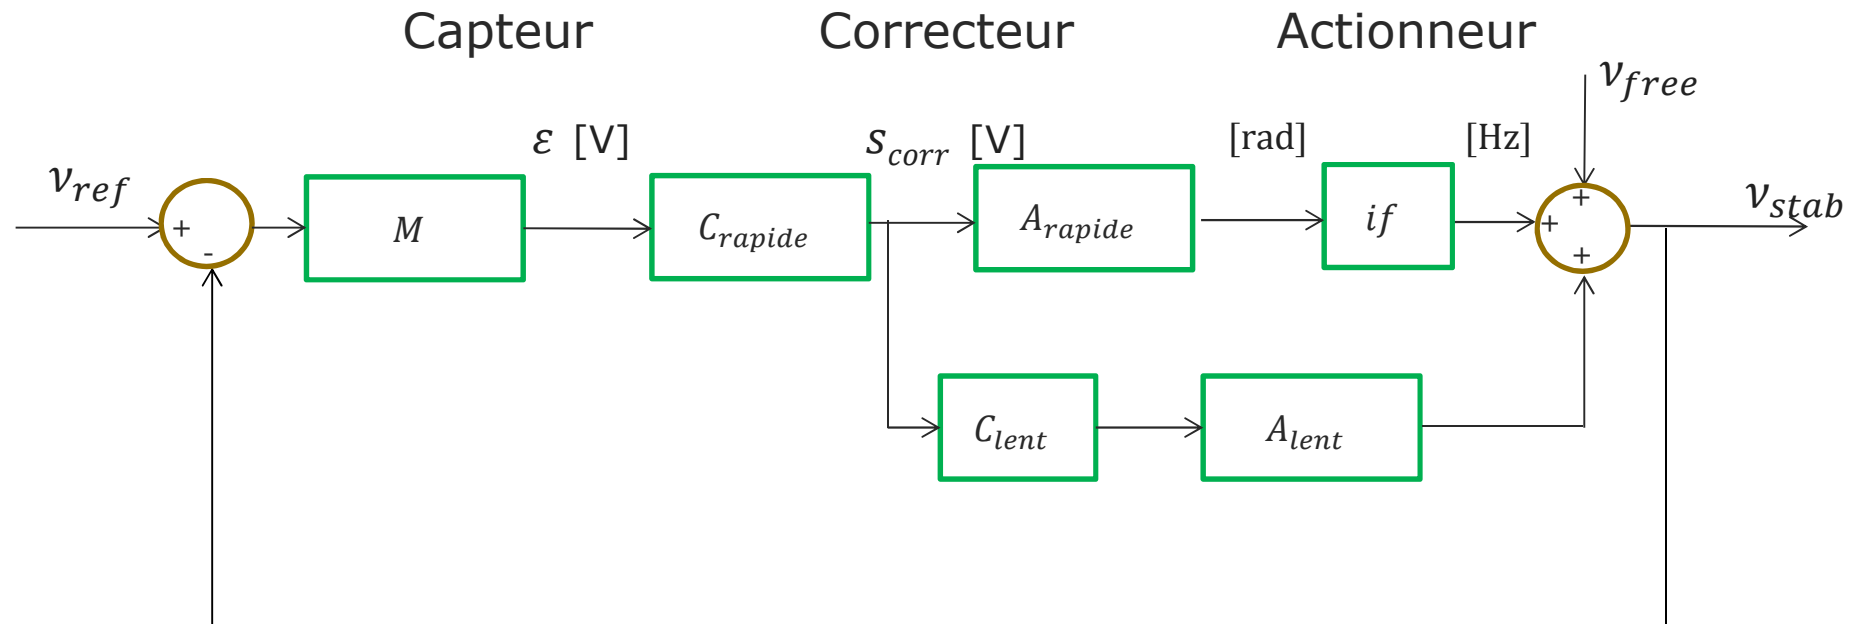 Capteur Correcteur Actionneur
ν_free
ε [V] s_corr [V] [rad] [Hz]
ν_ref ν_stab
+ - M C_rapide A_rapide if + + +
C_lent A_lent